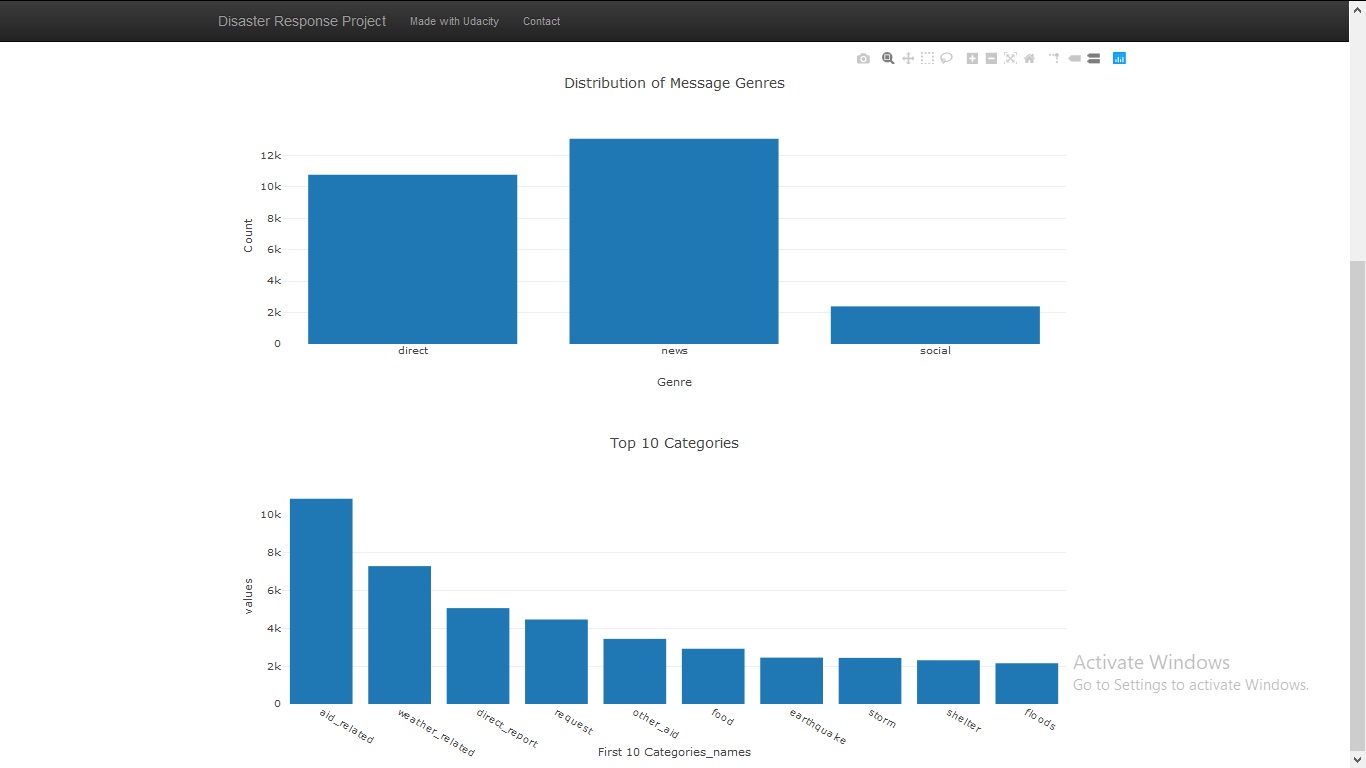 Disaster Response Project Made with Udacity Contact
Distribution of Message Genres
12k
10k
8k
6k
4k
2k
0
Count
direct news social
Genre
Top 10 Categories
10k
8k
6k
4k
2k
0
values
aid_related weather_related direct_report request other_aid food earthquake storm shelter floods
First 10 Categories_names
Activate Windows
Go to Settings to activate Windows.